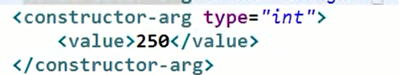 <constructor-arg type="int">
<value>250</value>
</constructor-arg>